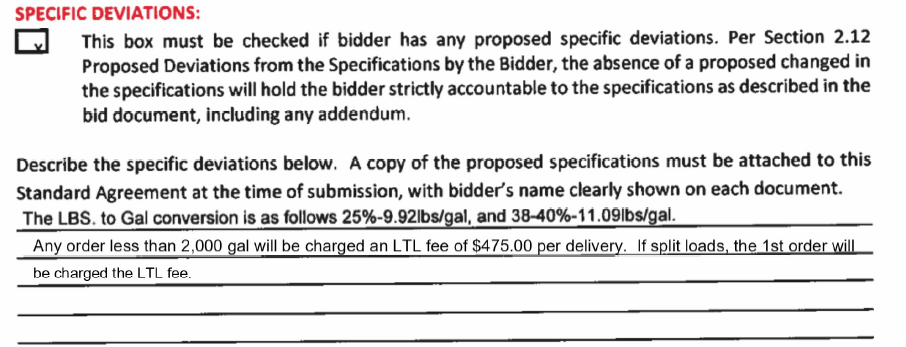 SPECIFIC DEVIATIONS:
This box must be checked if bidder has any proposed specific deviations. Per Section 2.12
Proposed Deviations from the Specifications by the Bidder, the absence of a proposed changed in
the specifications will hold the bidder strictly accountable to the specifications as described in the
bid document, including any addendum.
Describe the specific deviations below. A copy of the proposed specifications must be attached to this
Standard Agreement at the time of submission, with bidder's name clearly shown on each document.
The LBS. to Gal conversion is as follows 25%-9.92lbs/gal, and 38-40%-11.09lbs/gal.
Any order less than 2,000 gal will be charged an LTL fee of $475.00 per delivery. If split loads, the 1st order will
be charged the LTL fee.